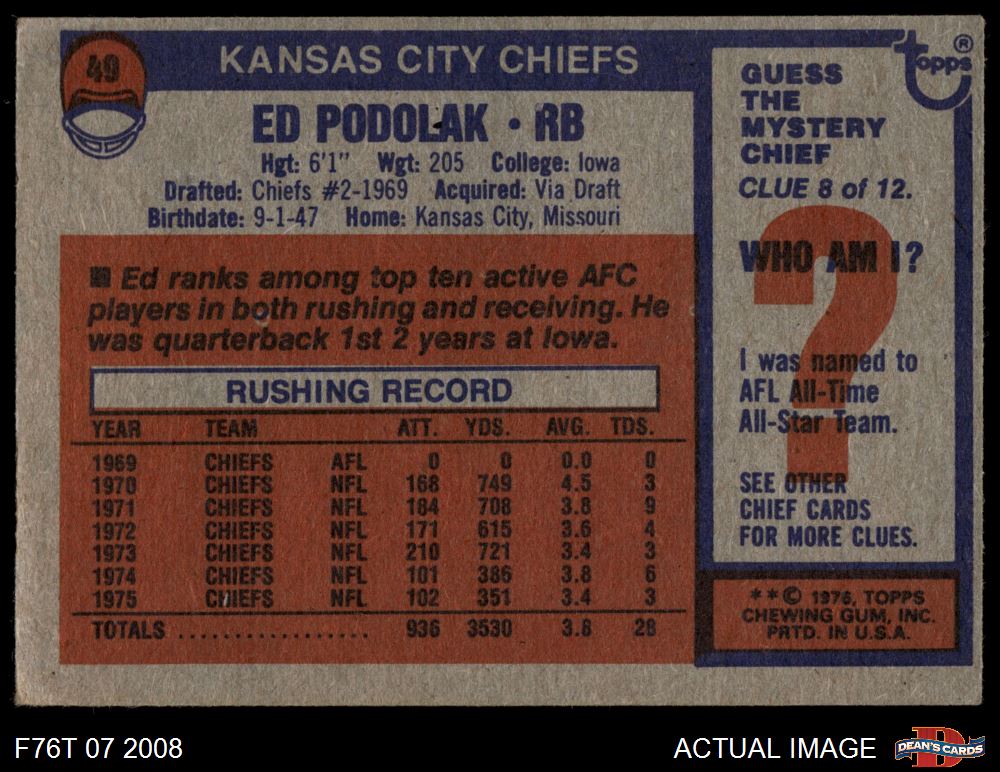 49
KANSAS CITY CHIEFS
ED PODOLAK • RB
Hgt: 6'1" Wgt: 205 College: Iowa
Drafted: Chiefs #2-1969 Acquired: Via Draft
Birthdate: 9-1-47 Home: Kansas City, Missouri
■ Ed ranks among top ten active AFC
players in both rushing and receiving. He
was quarterback 1st 2 years at Iowa.
RUSHING RECORD
YEAR TEAM ATT. YDS. AVG. TDS.
1969 CHIEFS AFL 0 0 0.0 0
1970 CHIEFS NFL 168 749 4.5 3
1971 CHIEFS NFL 184 708 3.8 9
1972 CHIEFS NFL 171 615 3.6 4
1973 CHIEFS NFL 210 721 3.4 3
1974 CHIEFS NFL 101 386 3.8 6
1975 CHIEFS NFL 102 351 3.4 3
TOTALS .................. 936 3530 3.8 28
topps ®
GUESS
THE
MYSTERY
CHIEF
CLUE 8 of 12.
WHO AM I?
?
I was named to
AFL All-Time
All-Star Team.
SEE OTHER
CHIEF CARDS
FOR MORE CLUES.
**© 1976, TOPPS
CHEWING GUM, INC.
PRTD. IN U.S.A.
F76T 07 2008
ACTUAL IMAGE
D
DEAN'S CARDS